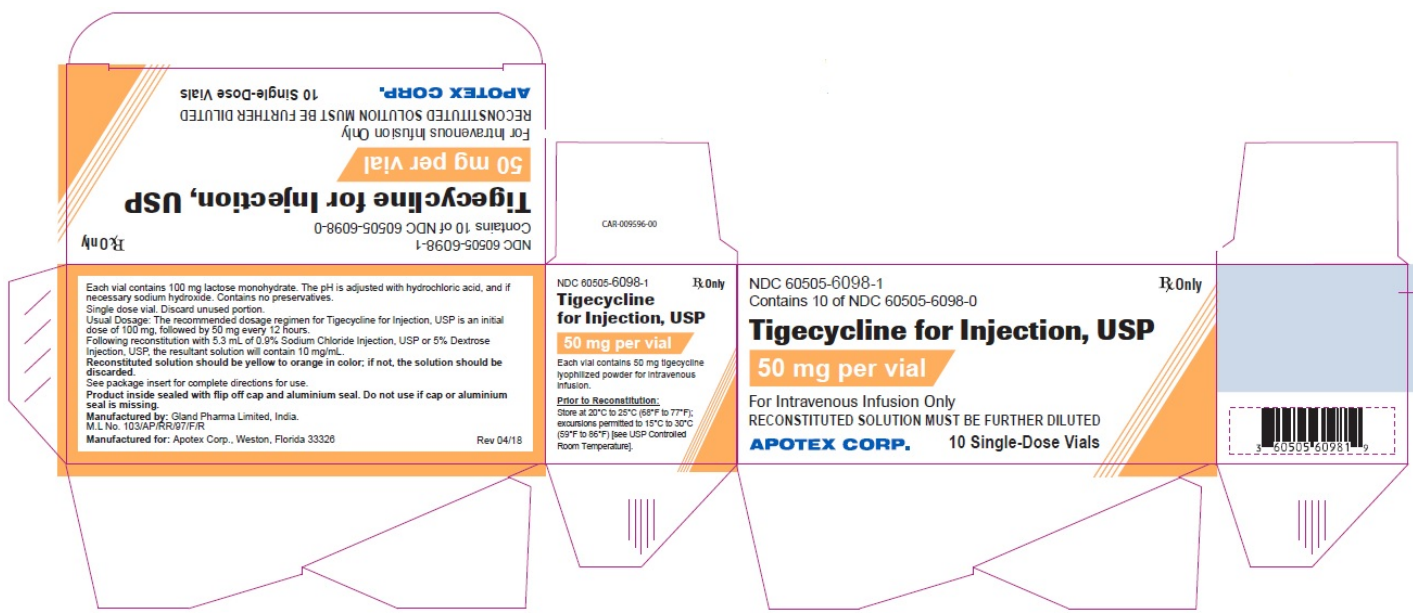 NDC 60505-6098-1
Contains 10 of NDC 60505-6098-0
℞ Only
Tigecycline for Injection, USP
50 mg per vial
For Intravenous Infusion Only
RECONSTITUTED SOLUTION MUST BE FURTHER DILUTED
APOTEX CORP.
10 Single-Dose Vials
Each vial contains 100 mg lactose monohydrate. The pH is adjusted with hydrochloric acid, and if
necessary sodium hydroxide. Contains no preservatives.
Single dose vial. Discard unused portion.
Usual Dosage: The recommended dosage regimen for Tigecycline for Injection, USP is an initial
dose of 100 mg, followed by 50 mg every 12 hours.
Following reconstitution with 5.3 mL of 0.9% Sodium Chloride Injection, USP or 5% Dextrose
Injection, USP, the resultant solution will contain 10 mg/mL.
Reconstituted solution should be yellow to orange in color; if not, the solution should be
discarded.
See package insert for complete directions for use.
Product inside sealed with flip off cap and aluminium seal. Do not use if cap or aluminium
seal is missing.
Manufactured by: Gland Pharma Limited, India.
M.L No. 103/AP/RR/97/F/R
Manufactured for: Apotex Corp., Weston, Florida 33326
Rev 04/18
CAR-009596-00
NDC 60505-6098-1
℞ Only
Tigecycline
for Injection, USP
50 mg per vial
Each vial contains 50 mg tigecycline
lyophilized powder for intravenous
infusion.
Prior to Reconstitution:
Store at 20°C to 25°C (68°F to 77°F);
excursions permitted to 15°C to 30°C
(59°F to 86°F) [see USP Controlled
Room Temperature].
NDC 60505-6098-1
℞ Only
Contains 10 of NDC 60505-6098-0
Tigecycline for Injection, USP
50 mg per vial
For Intravenous Infusion Only
RECONSTITUTED SOLUTION MUST BE FURTHER DILUTED
APOTEX CORP.
10 Single-Dose Vials
3 60505 60981 9